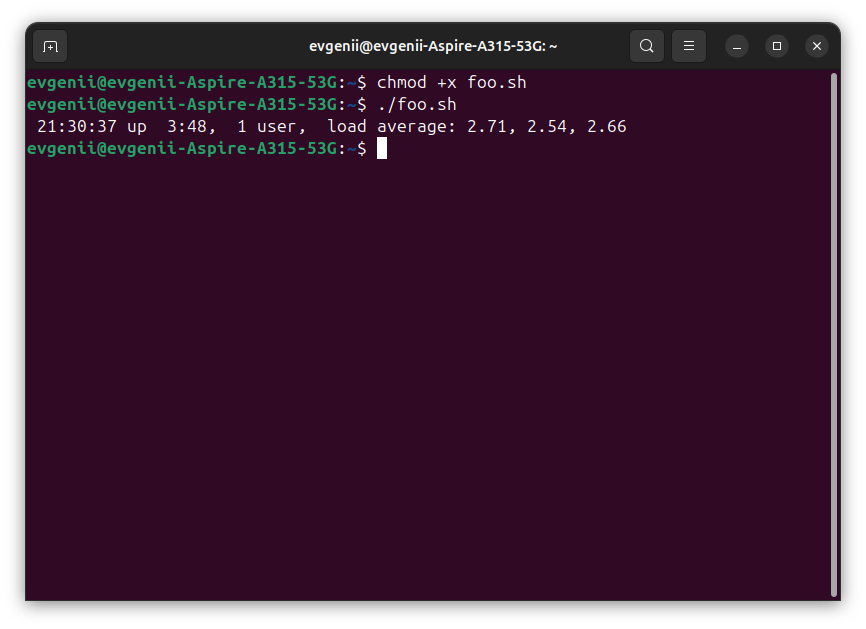 evgenii@evgenii-Aspire-A315-53G: ~
evgenii@evgenii-Aspire-A315-53G:~$ chmod +x foo.sh
evgenii@evgenii-Aspire-A315-53G:~$ ./foo.sh
 21:30:37 up  3:48,  1 user,  load average: 2.71, 2.54, 2.66
evgenii@evgenii-Aspire-A315-53G:~$